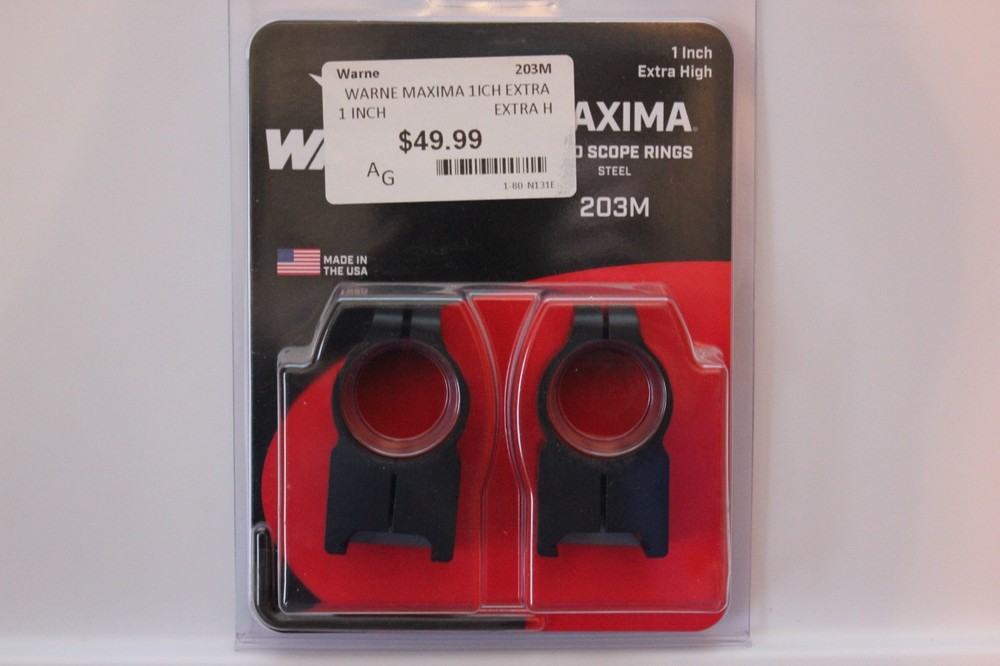 1 Inch
Extra High
Warne 203M
WARNE MAXIMA 1ICH EXTRA
1 INCH EXTRA H
$49.99
AG
1-80 N131E
WA
AXIMA
SCOPE RINGS
STEEL
203M
MADE IN
THE USA